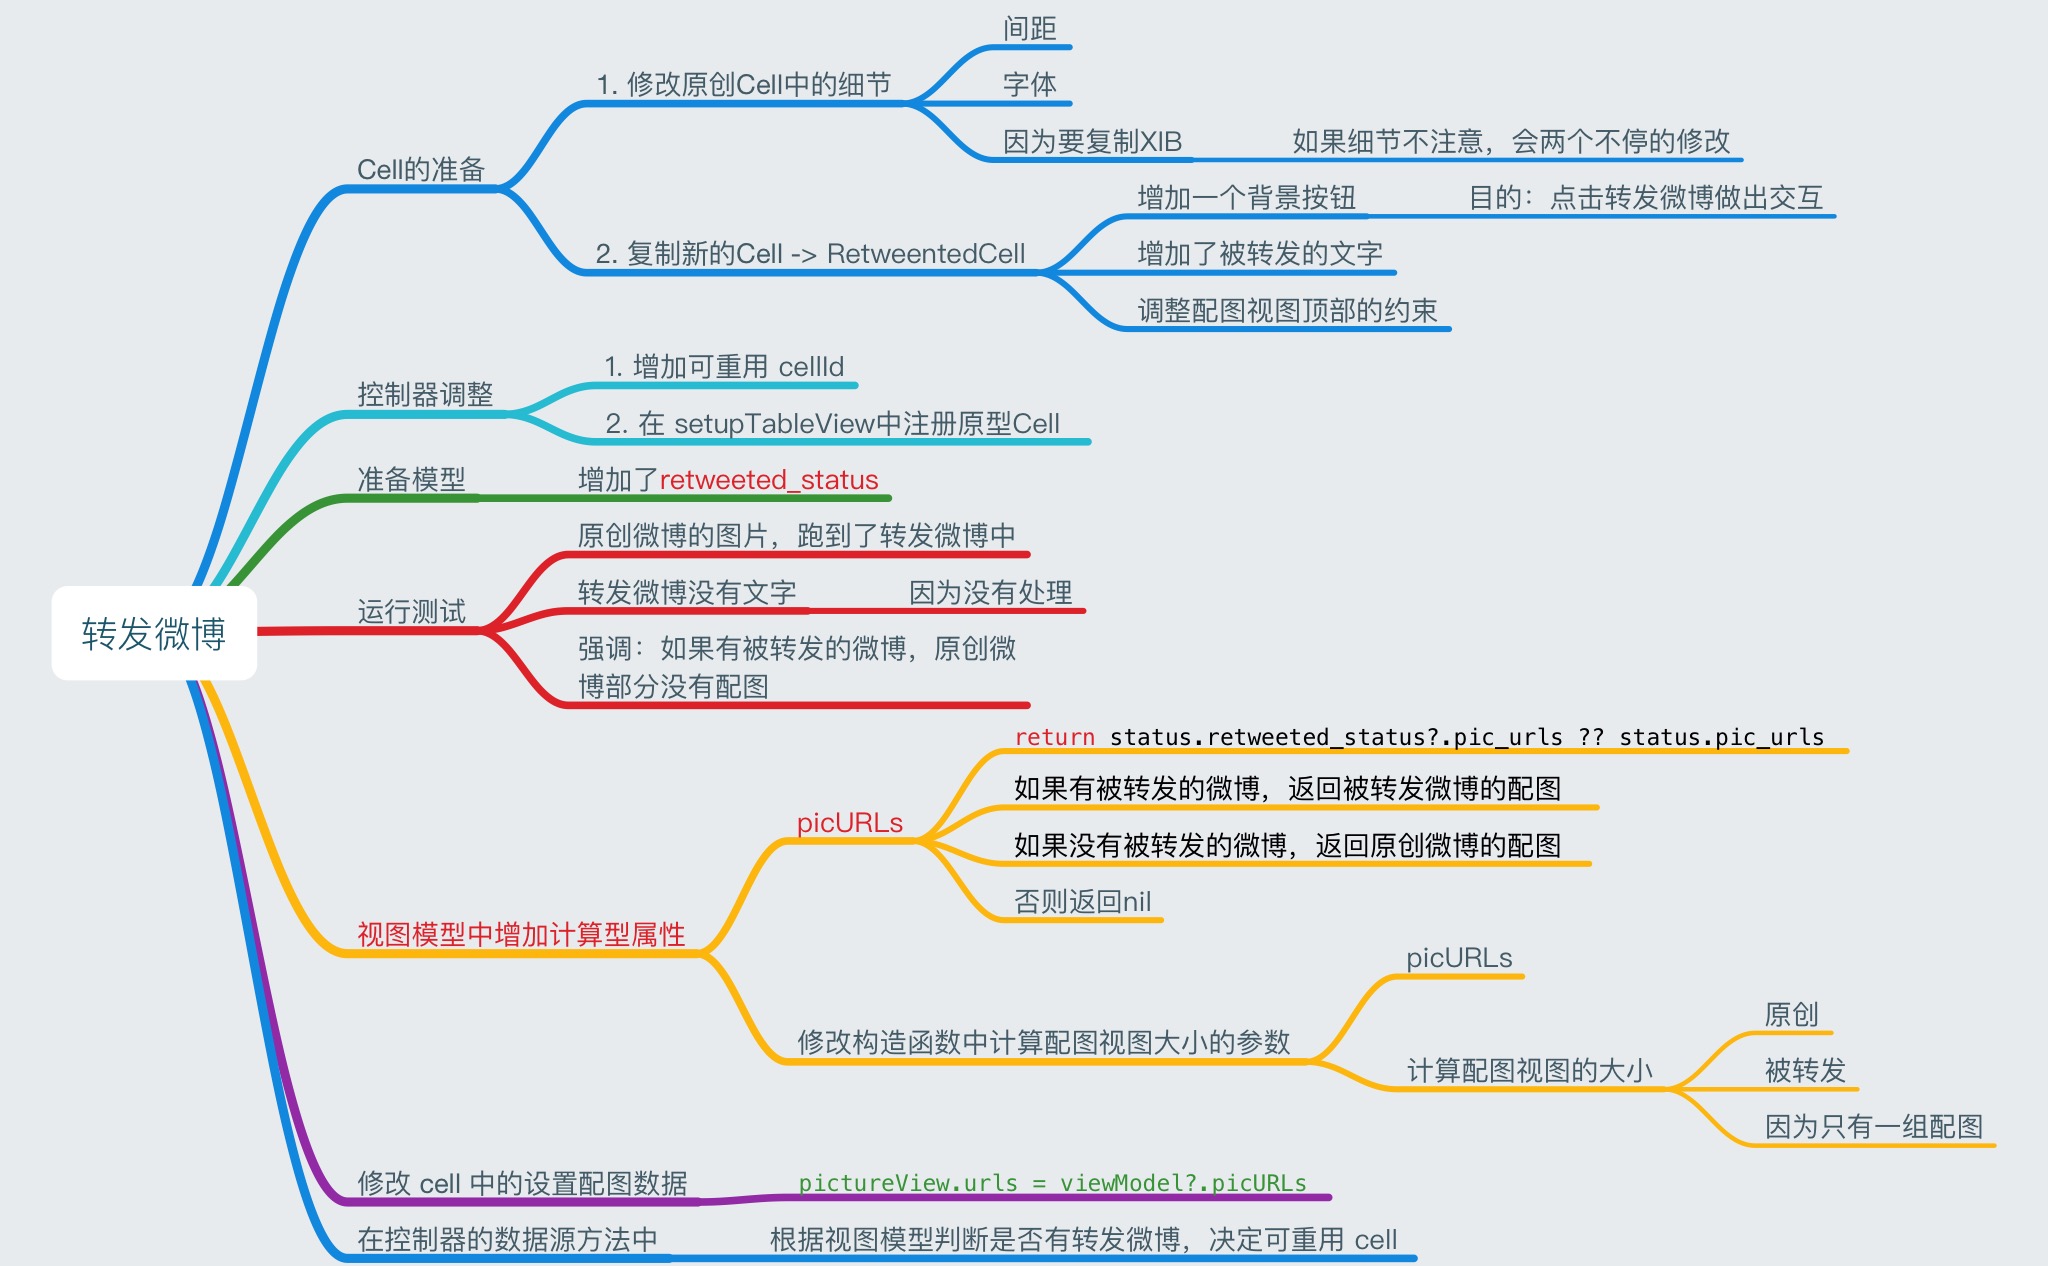 转发微博
Cell的准备
1. 修改原创Cell中的细节
间距
字体
因为要复制XIB
如果细节不注意，会两个不停的修改
2. 复制新的Cell -> RetweentedCell
增加一个背景按钮
目的：点击转发微博做出交互
增加了被转发的文字
调整配图视图顶部的约束
控制器调整
1. 增加可重用 cellId
2. 在 setupTableView中注册原型Cell
准备模型
增加了retweeted_status
运行测试
原创微博的图片，跑到了转发微博中
转发微博没有文字
因为没有处理
强调：如果有被转发的微博，原创微
博部分没有配图
视图模型中增加计算型属性
picURLs
return status.retweeted_status?.pic_urls ?? status.pic_urls
如果有被转发的微博，返回被转发微博的配图
如果没有被转发的微博，返回原创微博的配图
否则返回nil
修改构造函数中计算配图视图大小的参数
picURLs
计算配图视图的大小
原创
被转发
因为只有一组配图
修改 cell 中的设置配图数据
pictureView.urls = viewModel?.picURLs
在控制器的数据源方法中
根据视图模型判断是否有转发微博，决定可重用 cell